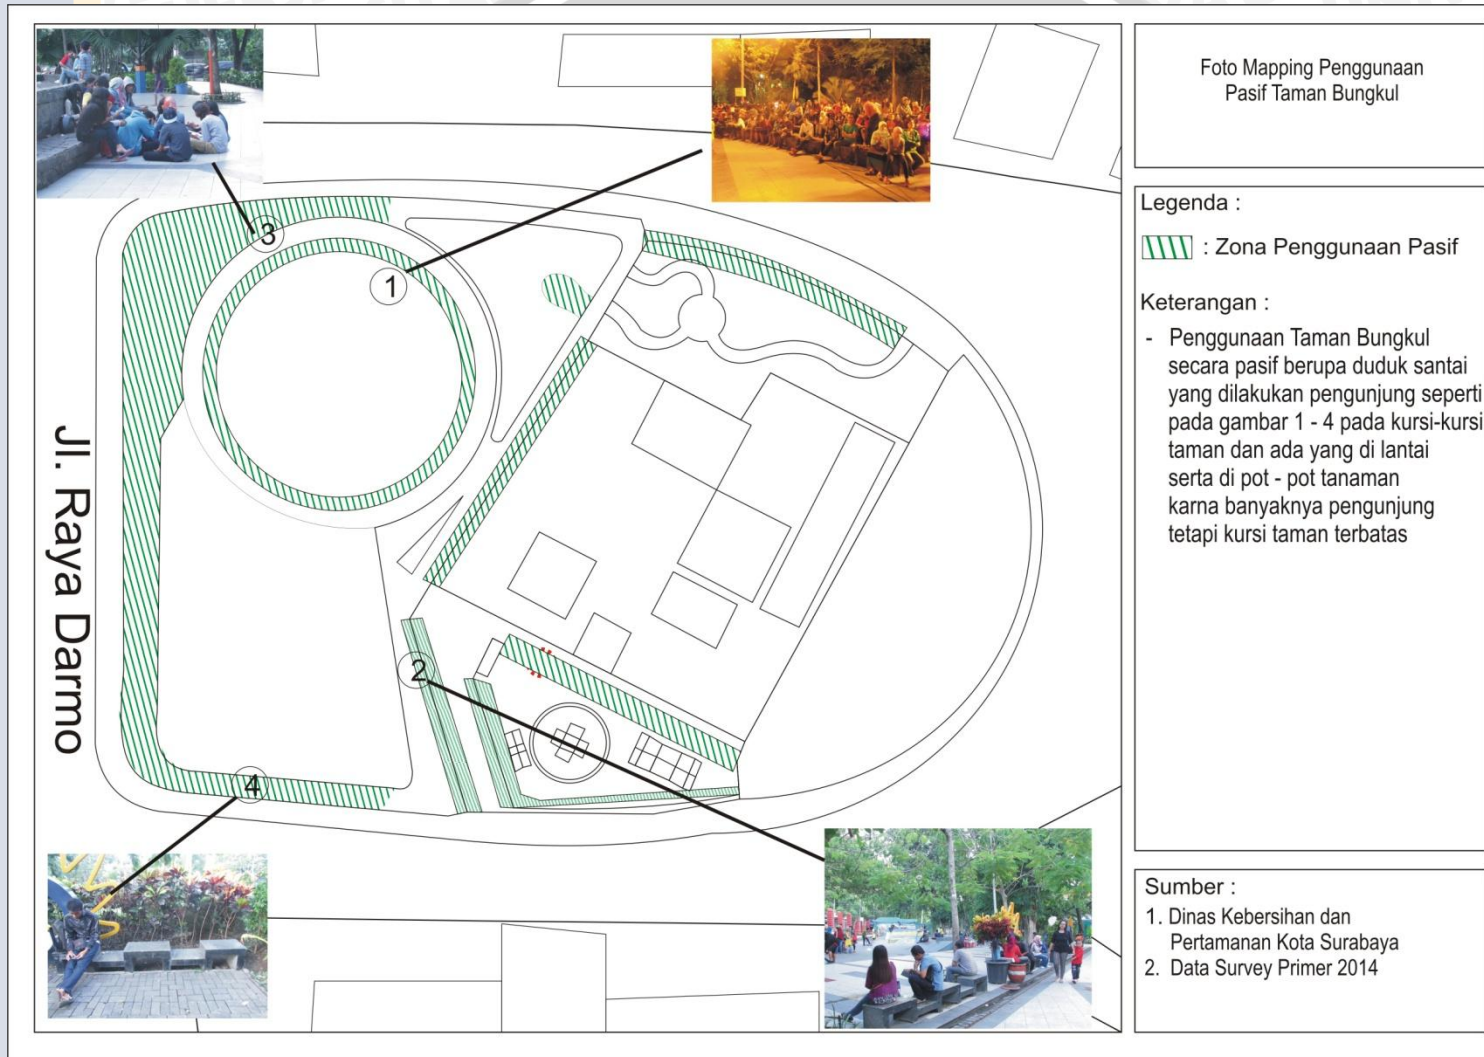 Foto Mapping Penggunaan
Pasif Taman Bungkul
Legenda :
: Zona Penggunaan Pasif
Keterangan :
- Penggunaan Taman Bungkul
secara pasif berupa duduk santai
yang dilakukan pengunjung seperti
pada gambar 1 - 4 pada kursi-kursi
taman dan ada yang di lantai
serta di pot - pot tanaman
karna banyaknya pengunjung
tetapi kursi taman terbatas
Sumber :
1. Dinas Kebersihan dan
Pertamanan Kota Surabaya
2. Data Survey Primer 2014
Jl. Raya Darmo
3
1
2
4